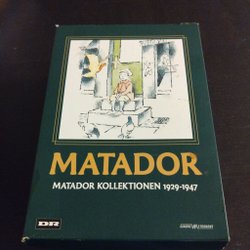 MATADOR
MATADOR KOLLEKTIONEN 1929-1947
DR